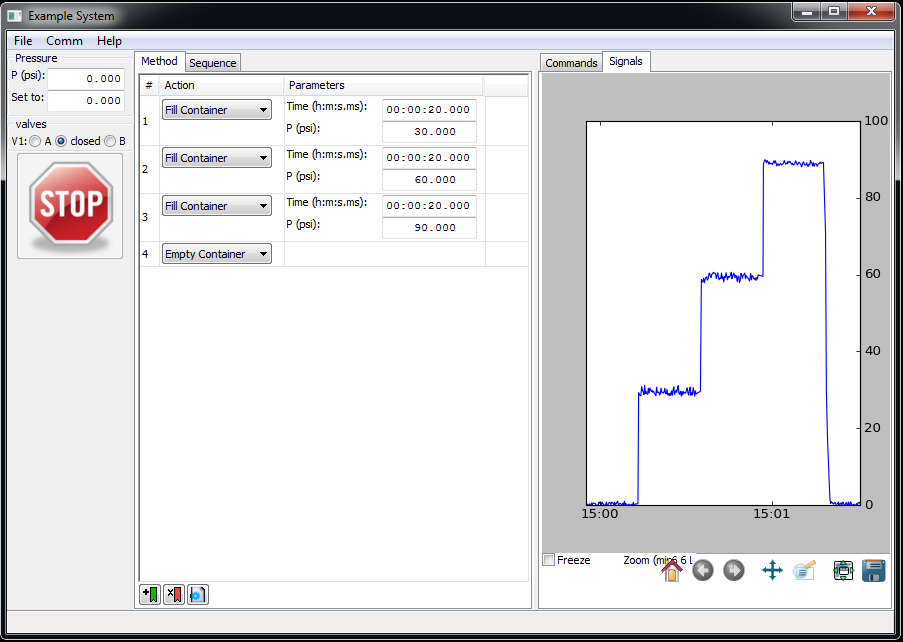 Example System
File Comm Help
Pressure
P (psi): 0.000
Set to: 0.000
valves
V1: A closed B
STOP
Method Sequence
# Action Parameters
1 Fill Container Time (h:m:s.ms): 00:00:20.000
P (psi): 30.000
2 Fill Container Time (h:m:s.ms): 00:00:20.000
P (psi): 60.000
3 Fill Container Time (h:m:s.ms): 00:00:20.000
P (psi): 90.000
4 Empty Container
Commands Signals
100
80
60
40
20
0
15:00 15:01
Freeze Zoom